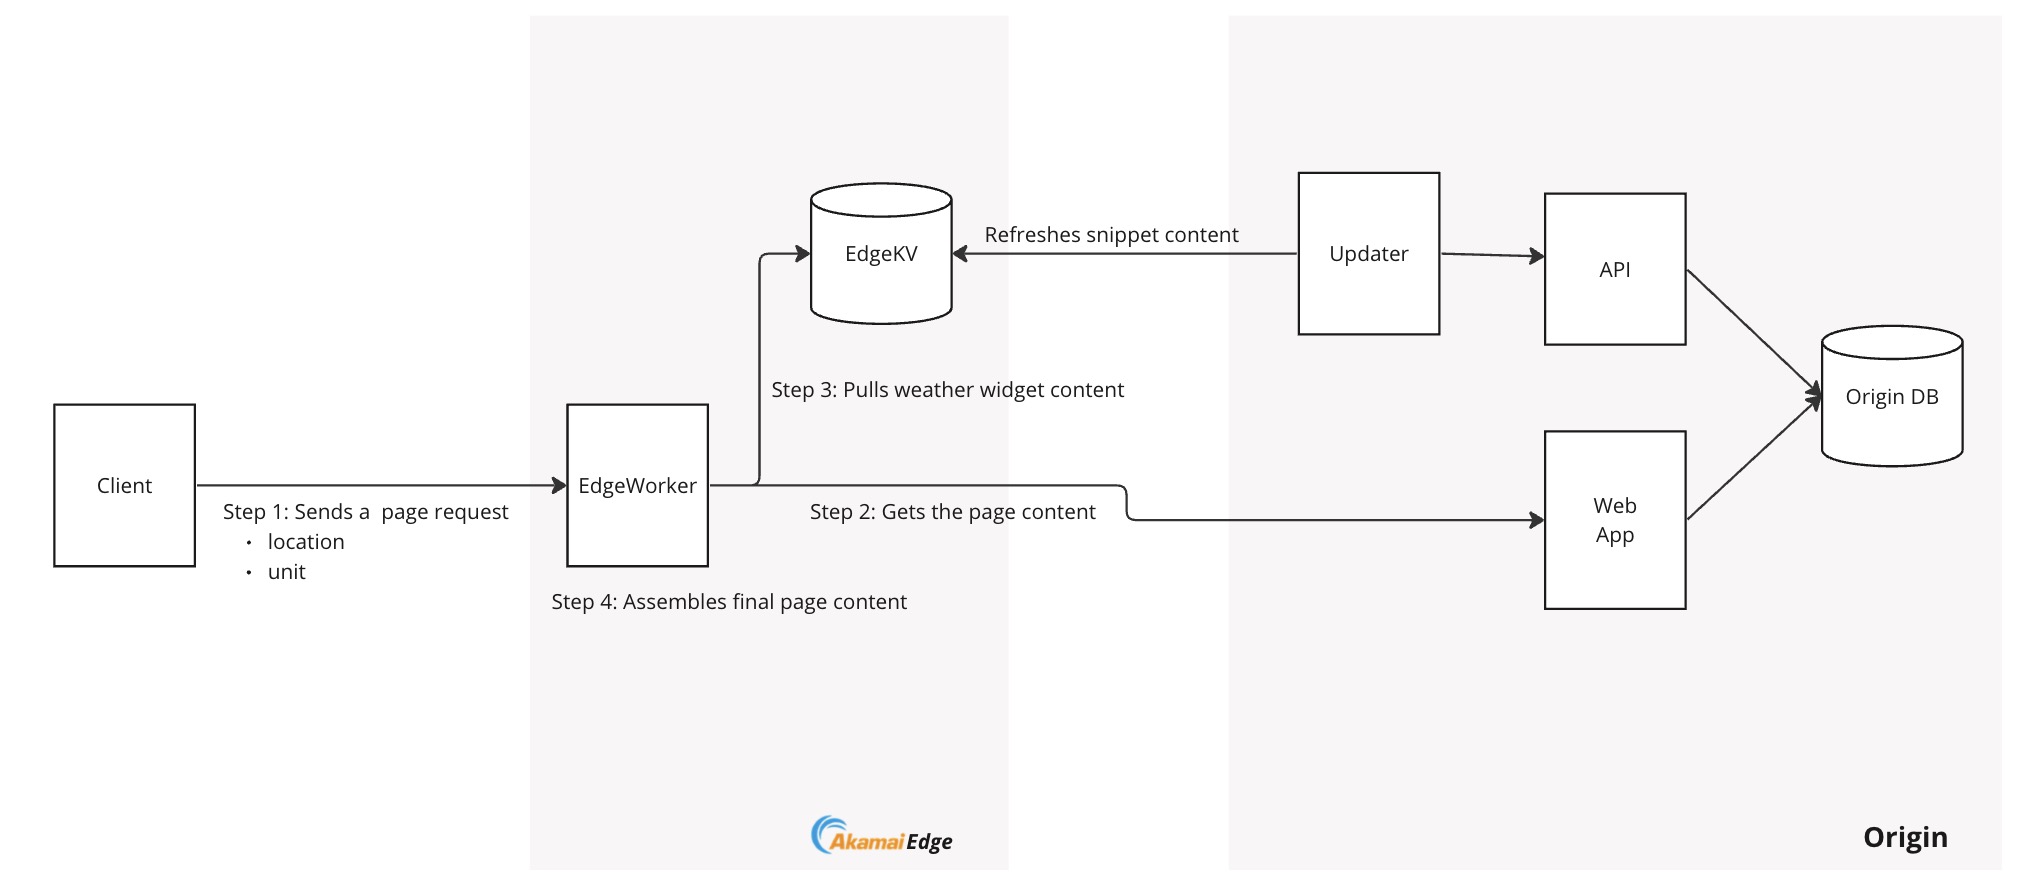 EdgeKV
Refreshes snippet content
Updater
API
Step 3: Pulls weather widget content
Origin DB
Client
EdgeWorker
Step 1: Sends a  page request
• location
• unit
Step 2: Gets the page content
Web
App
Step 4: Assembles final page content
Akamai Edge
Origin